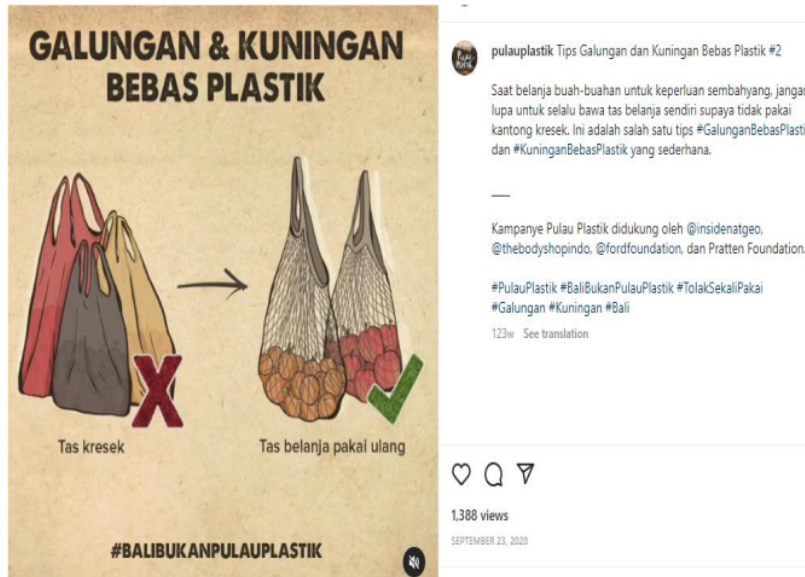 GALUNGAN & KUNINGAN
BEBAS PLASTIK
Tas kresek
Tas belanja pakai ulang
#BALIBUKANPULAUPLASTIK
pulauplastik Tips Galungan dan Kuningan Bebas Plastik #2
Saat belanja buah-buahan untuk keperluan sembahyang, jangan
lupa untuk selalu bawa tas belanja sendiri supaya tidak pakai
kantong kresek. Ini adalah salah satu tips #GalunganBebasPlasti
dan #KuninganBebasPlastik yang sederhana.
Kampanye Pulau Plastik didukung oleh @insidenatgeo,
@thebodyshopindo, @fordfoundation, dan Pratten Foundation.
#PulauPlastik #BaliBukanPulauPlastik #TolakSekaliPakai
#Galungan #Kuningan #Bali
123w See translation
1,388 views
SEPTEMBER 23, 2020